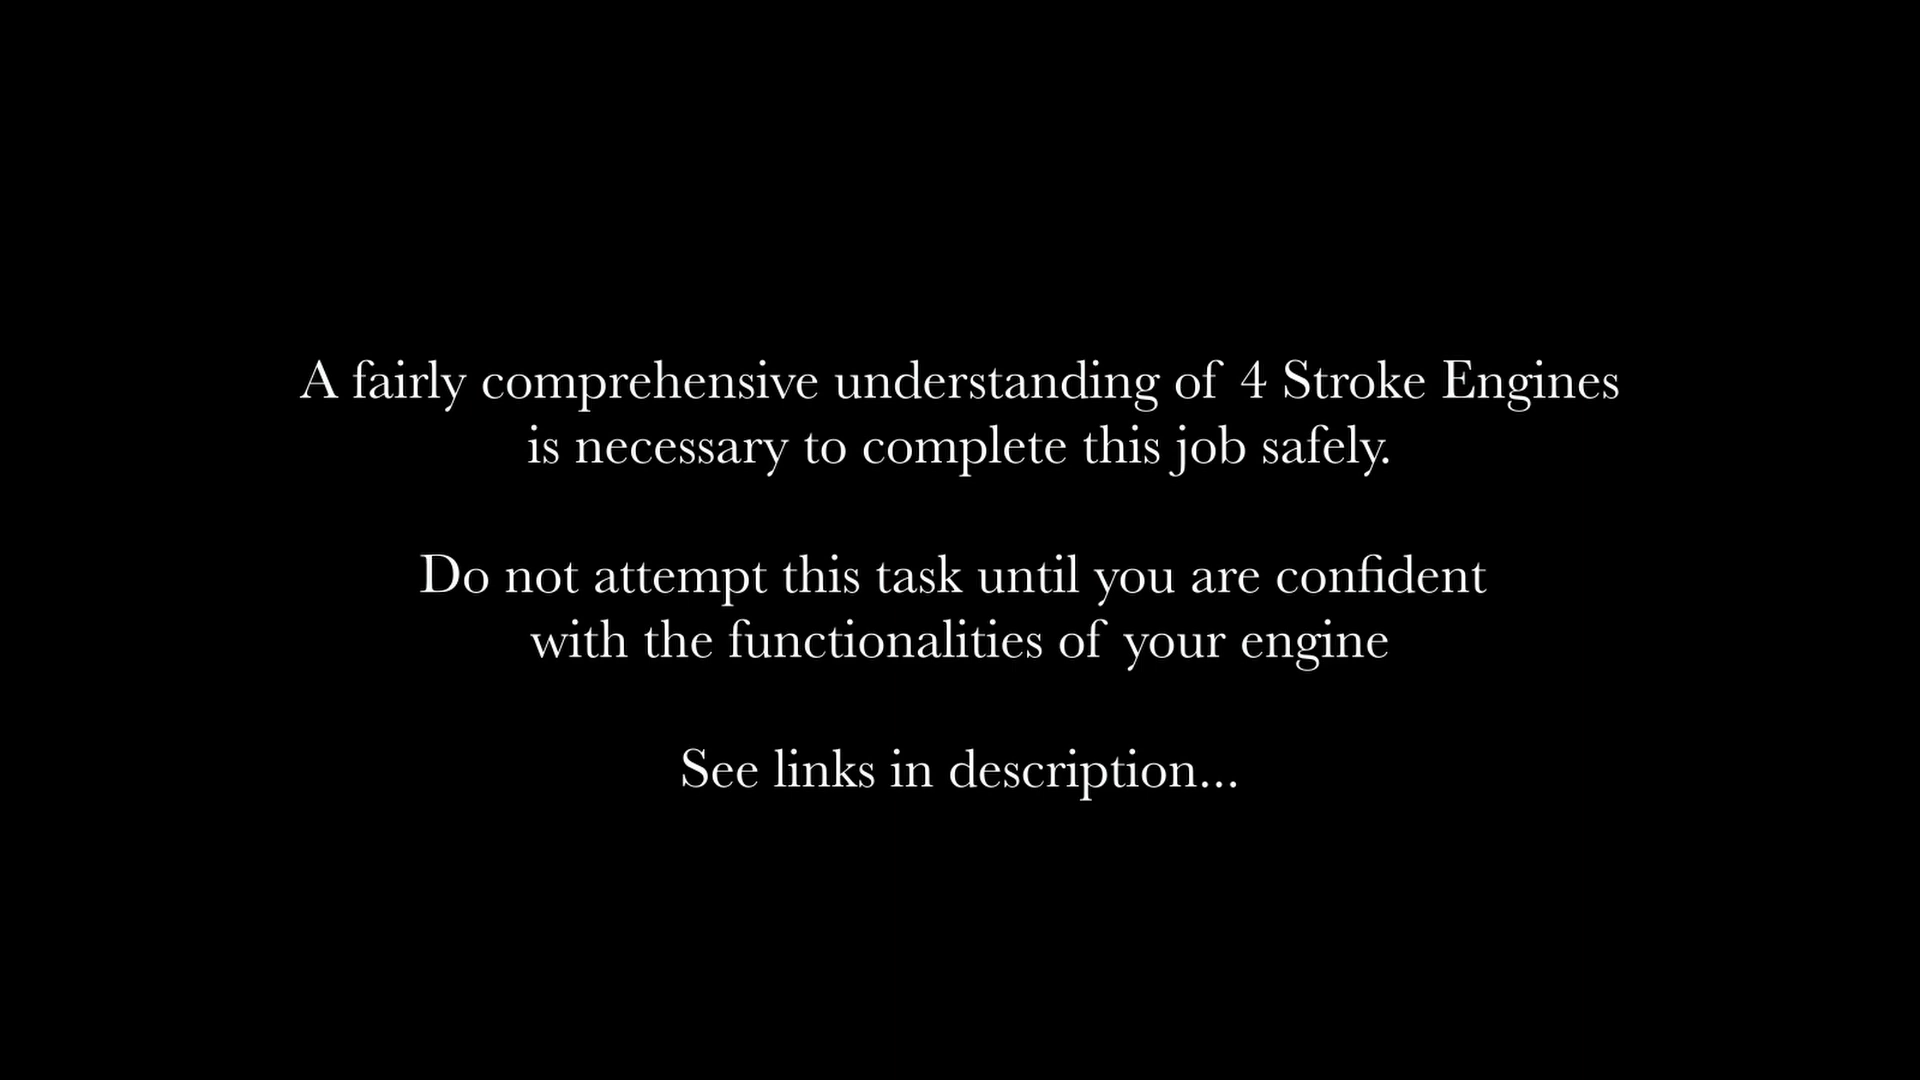 A fairly comprehensive understanding of 4 Stroke Engines
is necessary to complete this job safely.
Do not attempt this task until you are confident
with the functionalities of your engine
See links in description...